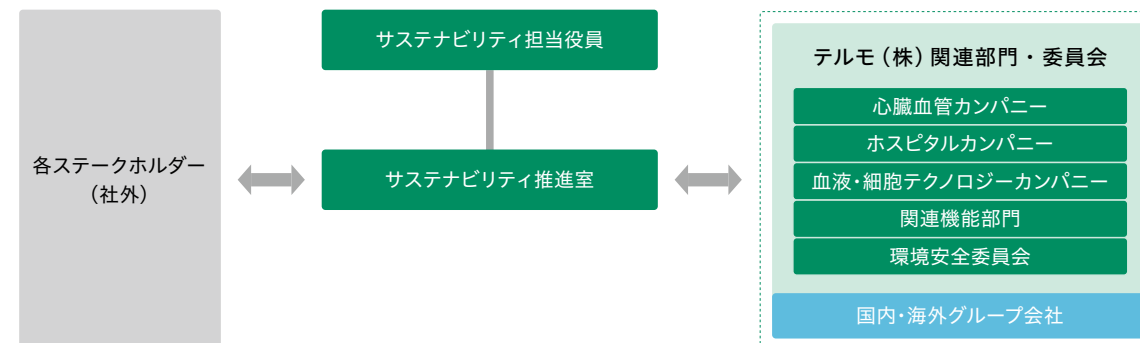 各ステークホルダー
（社外）
サステナビリティ担当役員
サステナビリティ推進室
テルモ（株）関連部門・委員会
心臓血管カンパニー
ホスピタルカンパニー
血液・細胞テクノロジーカンパニー
関連機能部門
環境安全委員会
国内・海外グループ会社